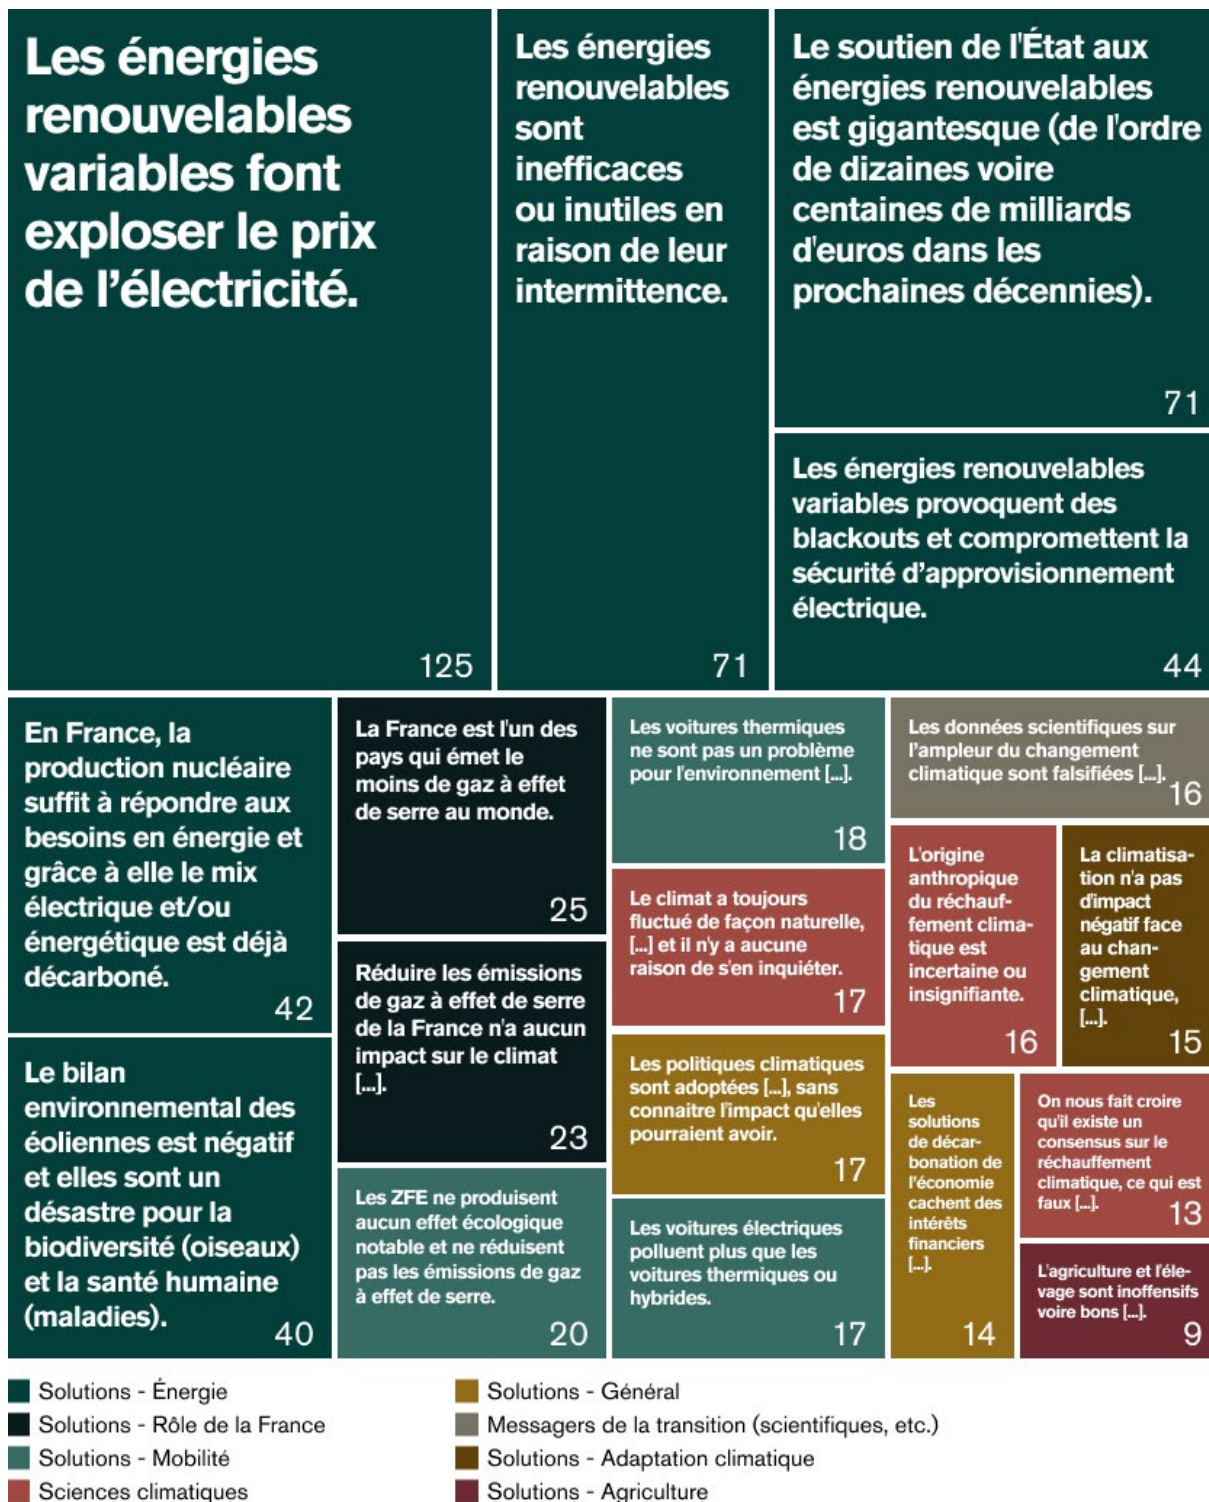 Les énergies
renouvelables
variables font
exploser le prix
de l’électricité.
125
Les énergies
renouvelables
sont
inefficaces
ou inutiles en
raison de leur
intermittence.
71
Le soutien de l'État aux
énergies renouvelables
est gigantesque (de l'ordre
de dizaines voire
centaines de milliards
d'euros dans les
prochaines décennies).
71
Les énergies renouvelables
variables provoquent des
blackouts et compromettent la
sécurité d’approvisionnement
électrique.
44
En France, la
production nucléaire
suffit à répondre aux
besoins en énergie et
grâce à elle le mix
électrique et/ou
énergétique est déjà
décarboné.
42
Le bilan
environnemental des
éoliennes est négatif
et elles sont un
désastre pour la
biodiversité (oiseaux)
et la santé humaine
(maladies).
40
La France est l'un des
pays qui émet le
moins de gaz à effet
de serre au monde.
25
Réduire les émissions
de gaz à effet de serre
de la France n'a aucun
impact sur le climat
[...].
23
Les ZFE ne produisent
aucun effet écologique
notable et ne réduisent
pas les émissions de gaz
à effet de serre.
20
Les voitures thermiques
ne sont pas un problème
pour l'environnement [...].
18
Le climat a toujours
fluctué de façon naturelle,
[...] et il n'y a aucune
raison de s'en inquiéter.
17
Les politiques climatiques
sont adoptées [...], sans
connaitre l'impact qu'elles
pourraient avoir.
17
Les voitures électriques
polluent plus que les
voitures thermiques ou
hybrides.
17
Les données scientifiques sur
l’ampleur du changement
climatique sont falsifiées [...].
16
L'origine
anthropique
du réchauf-
fement clima-
tique est
incertaine ou
insignifiante.
16
La climatisa-
tion n'a pas
d'impact
négatif face
au chan-
gement
climatique,
[...].
15
Les
solutions
de décar-
bonation de
l'économie
cachent des
intérêts
financiers
[...].
14
On nous fait croire
qu'il existe un
consensus sur le
réchauffement
climatique, ce qui est
faux [...].
13
L'agriculture et l'éle-
vage sont inoffensifs
voire bons [...].
9
Solutions - Énergie
Solutions - Rôle de la France
Solutions - Mobilité
Sciences climatiques
Solutions - Général
Messagers de la transition (scientifiques, etc.)
Solutions - Adaptation climatique
Solutions - Agriculture